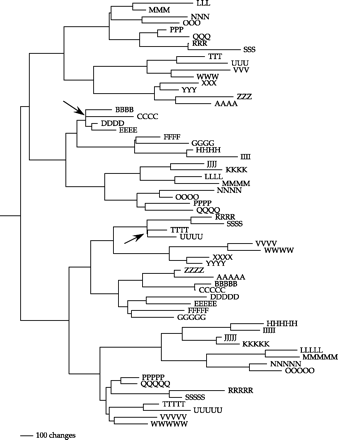 LLL
MMM
NNN
OOO
PPP
QQQ
RRR
SSS
TTT
UUU
VVV
WWW
XXX
YYY
ZZZ
AAAA
BBBB
CCCC
DDDD
EEEE
FFFF
GGGG
HHHH
IIII
JJJJ
KKKK
LLLL
MMMM
NNNN
OOOO
PPPP
QQQQ
RRRR
SSSS
TTTT
UUUU
VVVV
WWWW
XXXX
YYYY
ZZZZ
AAAAA
BBBBB
CCCCC
DDDDD
EEEEE
FFFFF
GGGGG
HHHHH
IIIII
JJJJJ
KKKKK
LLLLL
MMMMM
NNNNN
OOOOO
PPPPP
QQQQQ
RRRRR
SSSSS
TTTTT
UUUUU
VVVVV
WWWWW
100 changes